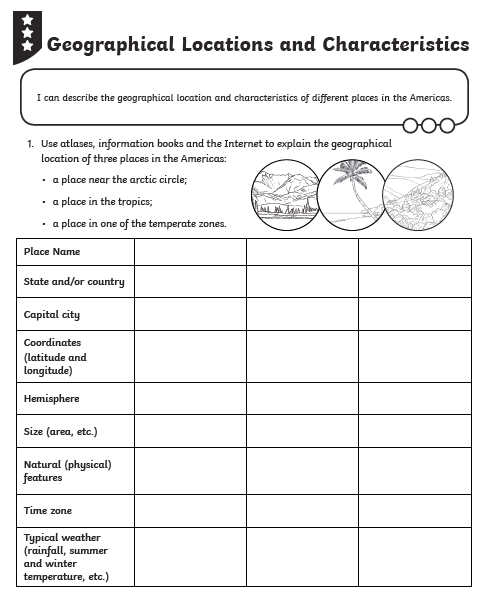 Geographical Locations and Characteristics
I can describe the geographical location and characteristics of different places in the Americas.
1. Use atlases, information books and the Internet to explain the geographical
location of three places in the Americas:
• a place near the arctic circle;
• a place in the tropics;
• a place in one of the temperate zones.
Place Name
State and/or country
Capital city
Coordinates
(latitude and
longitude)
Hemisphere
Size (area, etc.)
Natural (physical)
features
Time zone
Typical weather
(rainfall, summer
and winter
temperature, etc.)